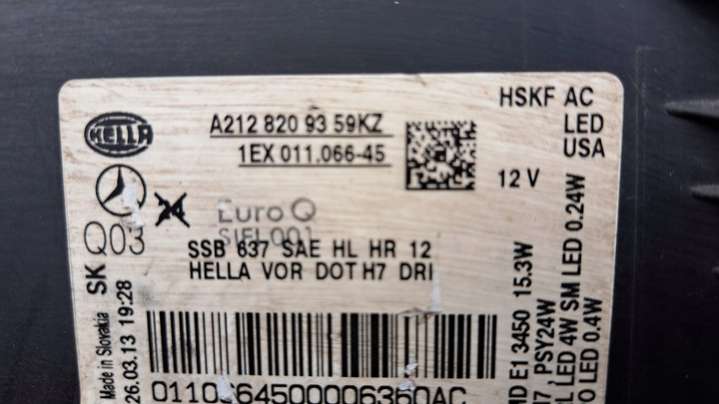 HELLA
A212 820 93 59KZ
1EX 011.066-45
HSKF AC
LED
USA
12 V
Q03
24
Euro Q
SSB 637 SAE HL HR 12
HELLA VOR DOT H7 DRI
SK
Made in Slovakia
26.03.13 19:28
E1 3450 15.3W
PSY24W
LED 4W SM LED 0.24W
LED 0.4W